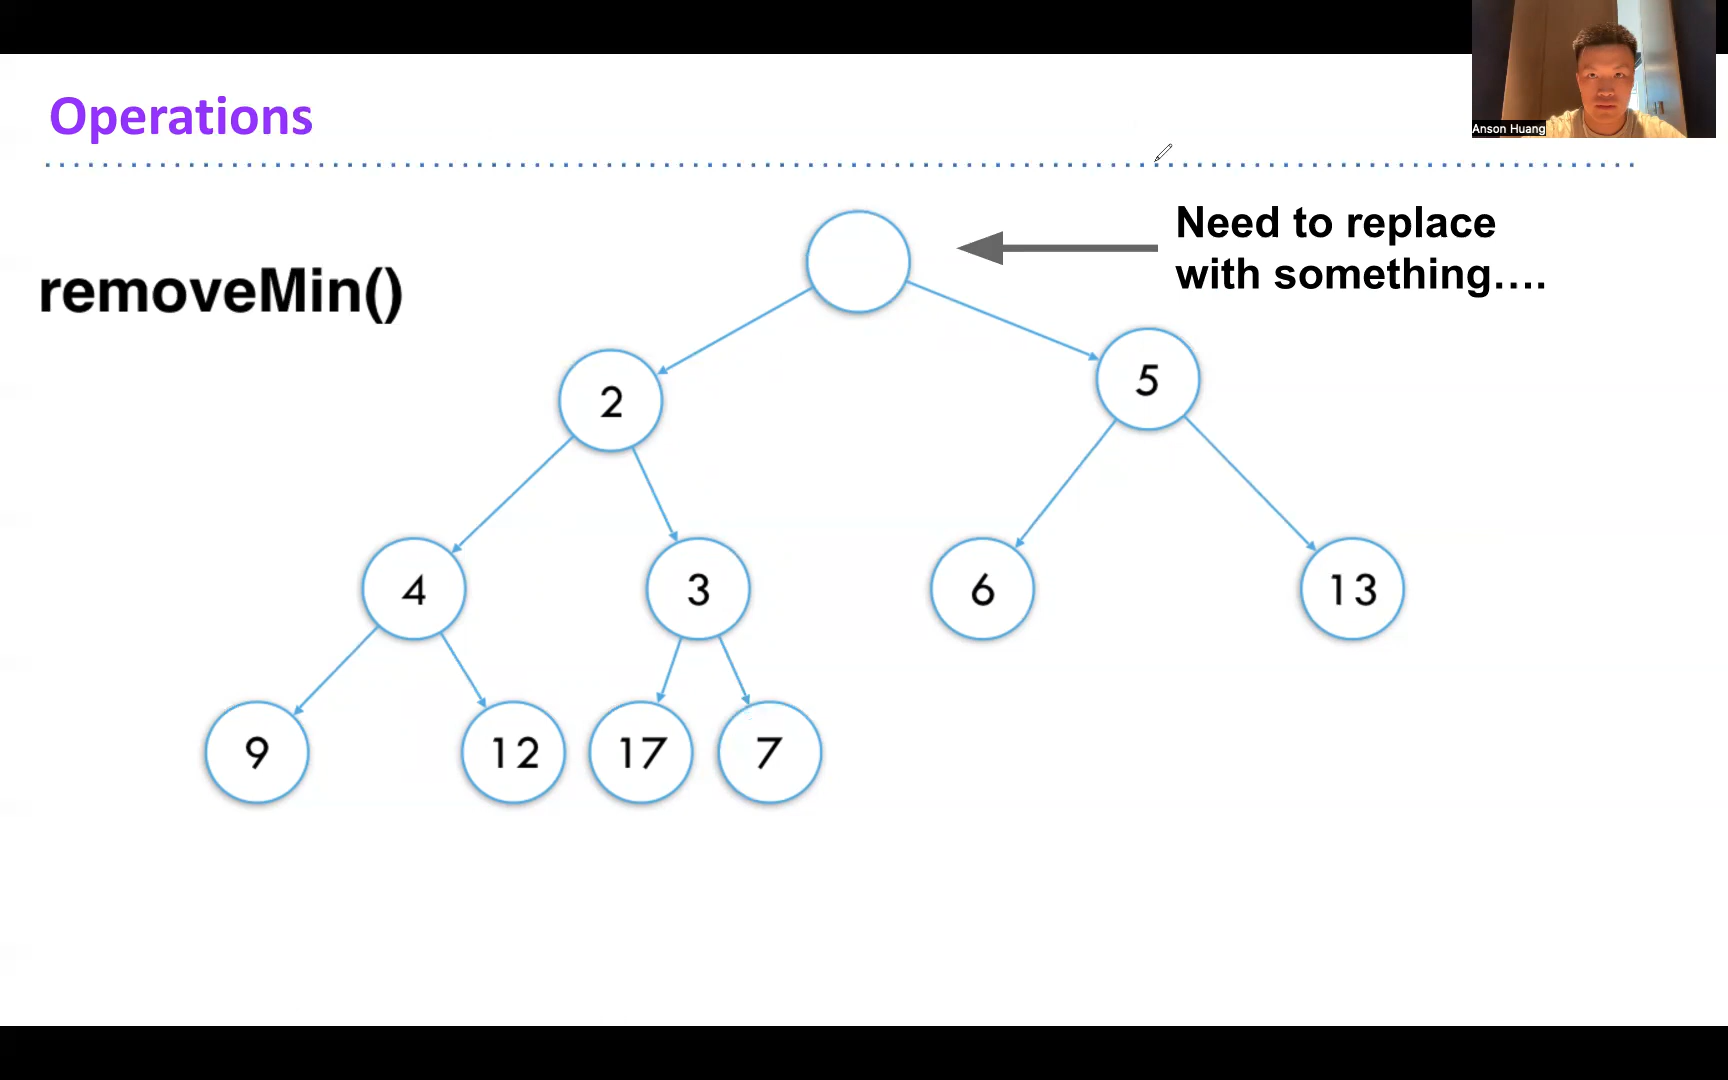 Operations
Anson Huang
Need to replace
with something….
removeMin()
2
5
4
3
6
13
9
12
17
7